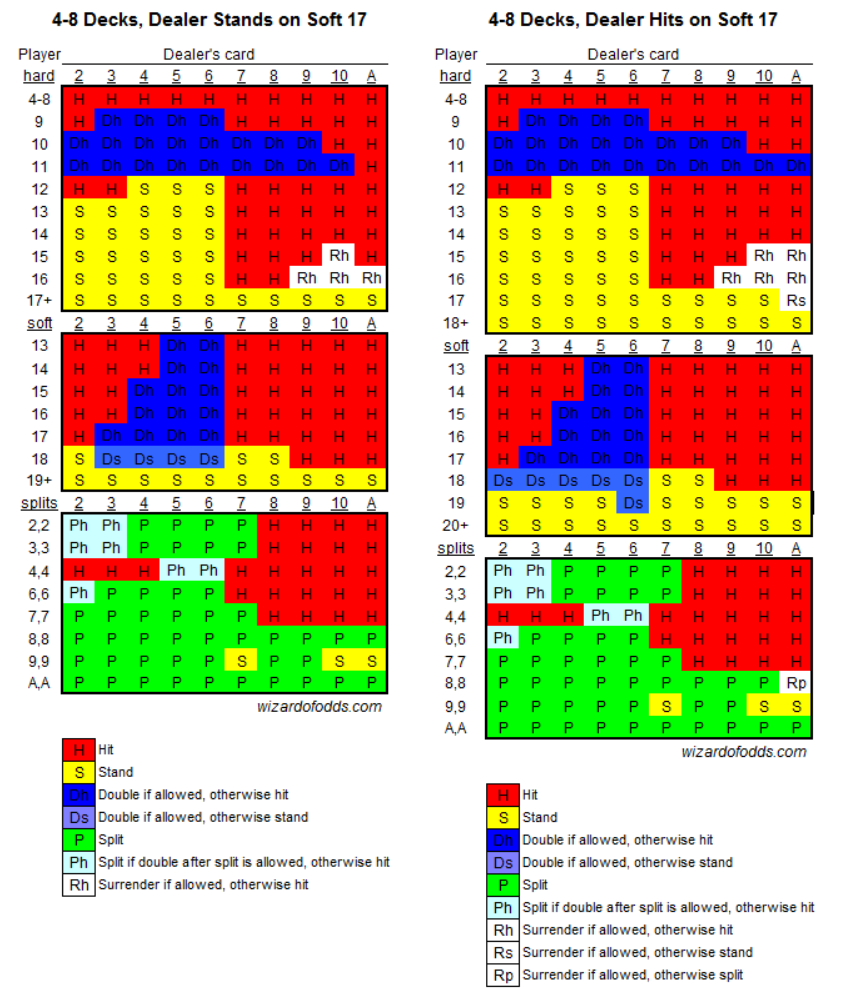 4-8 Decks, Dealer Stands on Soft 17
Player Dealer's card
hard 2 3 4 5 6 7 8 9 10 A
4-8 H H H H H H H H H H
9 H Dh Dh Dh Dh H H H H H
10 Dh Dh Dh Dh Dh Dh Dh Dh H H
11 Dh Dh Dh Dh Dh Dh Dh Dh Dh H
12 H H S S S H H H H H
13 S S S S S H H H H H
14 S S S S S H H H H H
15 S S S S S H H H Rh H
16 S S S S S H H Rh Rh Rh
17+ S S S S S S S S S S
soft 2 3 4 5 6 7 8 9 10 A
13 H H H Dh Dh H H H H H
14 H H H Dh Dh H H H H H
15 H H Dh Dh Dh H H H H H
16 H H Dh Dh Dh H H H H H
17 H Dh Dh Dh Dh H H H H H
18 S Ds Ds Ds Ds S S H H H
19+ S S S S S S S S S S
splits 2 3 4 5 6 7 8 9 10 A
2,2 Ph Ph P P P P H H H H
3,3 Ph Ph P P P P H H H H
4,4 H H H Ph Ph H H H H H
6,6 Ph P P P P H H H H H
7,7 P P P P P P H H H H
8,8 P P P P P P P P P P
9,9 P P P P P S P P S S
A,A P P P P P P P P P P
wizardofodds.com
H Hit
S Stand
Dh Double if allowed, otherwise hit
Ds Double if allowed, otherwise stand
P Split
Ph Split if double after split is allowed, otherwise hit
Rh Surrender if allowed, otherwise hit
4-8 Decks, Dealer Hits on Soft 17
Player Dealer's card
hard 2 3 4 5 6 7 8 9 10 A
4-8 H H H H H H H H H H
9 H Dh Dh Dh Dh H H H H H
10 Dh Dh Dh Dh Dh Dh Dh Dh H H
11 Dh Dh Dh Dh Dh Dh Dh Dh Dh Dh
12 H H S S S H H H H H
13 S S S S S H H H H H
14 S S S S S H H H H H
15 S S S S S H H H Rh Rh
16 S S S S S H H Rh Rh Rh
17 S S S S S S S S S Rs
18+ S S S S S S S S S S
soft 2 3 4 5 6 7 8 9 10 A
13 H H H Dh Dh H H H H H
14 H H H Dh Dh H H H H H
15 H H Dh Dh Dh H H H H H
16 H H Dh Dh Dh H H H H H
17 H Dh Dh Dh Dh H H H H H
18 Ds Ds Ds Ds Ds S S H H H
19 S S S S Ds S S S S S
20+ S S S S S S S S S S
splits 2 3 4 5 6 7 8 9 10 A
2,2 Ph Ph P P P P H H H H
3,3 Ph Ph P P P P H H H H
4,4 H H H Ph Ph H H H H H
6,6 Ph P P P P H H H H H
7,7 P P P P P P H H H H
8,8 P P P P P P P P P Rp
9,9 P P P P P S P P S S
A,A P P P P P P P P P P
wizardofodds.com
H Hit
S Stand
Dh Double if allowed, otherwise hit
Ds Double if allowed, otherwise stand
P Split
Ph Split if double after split is allowed, otherwise hit
Rh Surrender if allowed, otherwise hit
Rs Surrender if allowed, otherwise stand
Rp Surrender if allowed, otherwise split